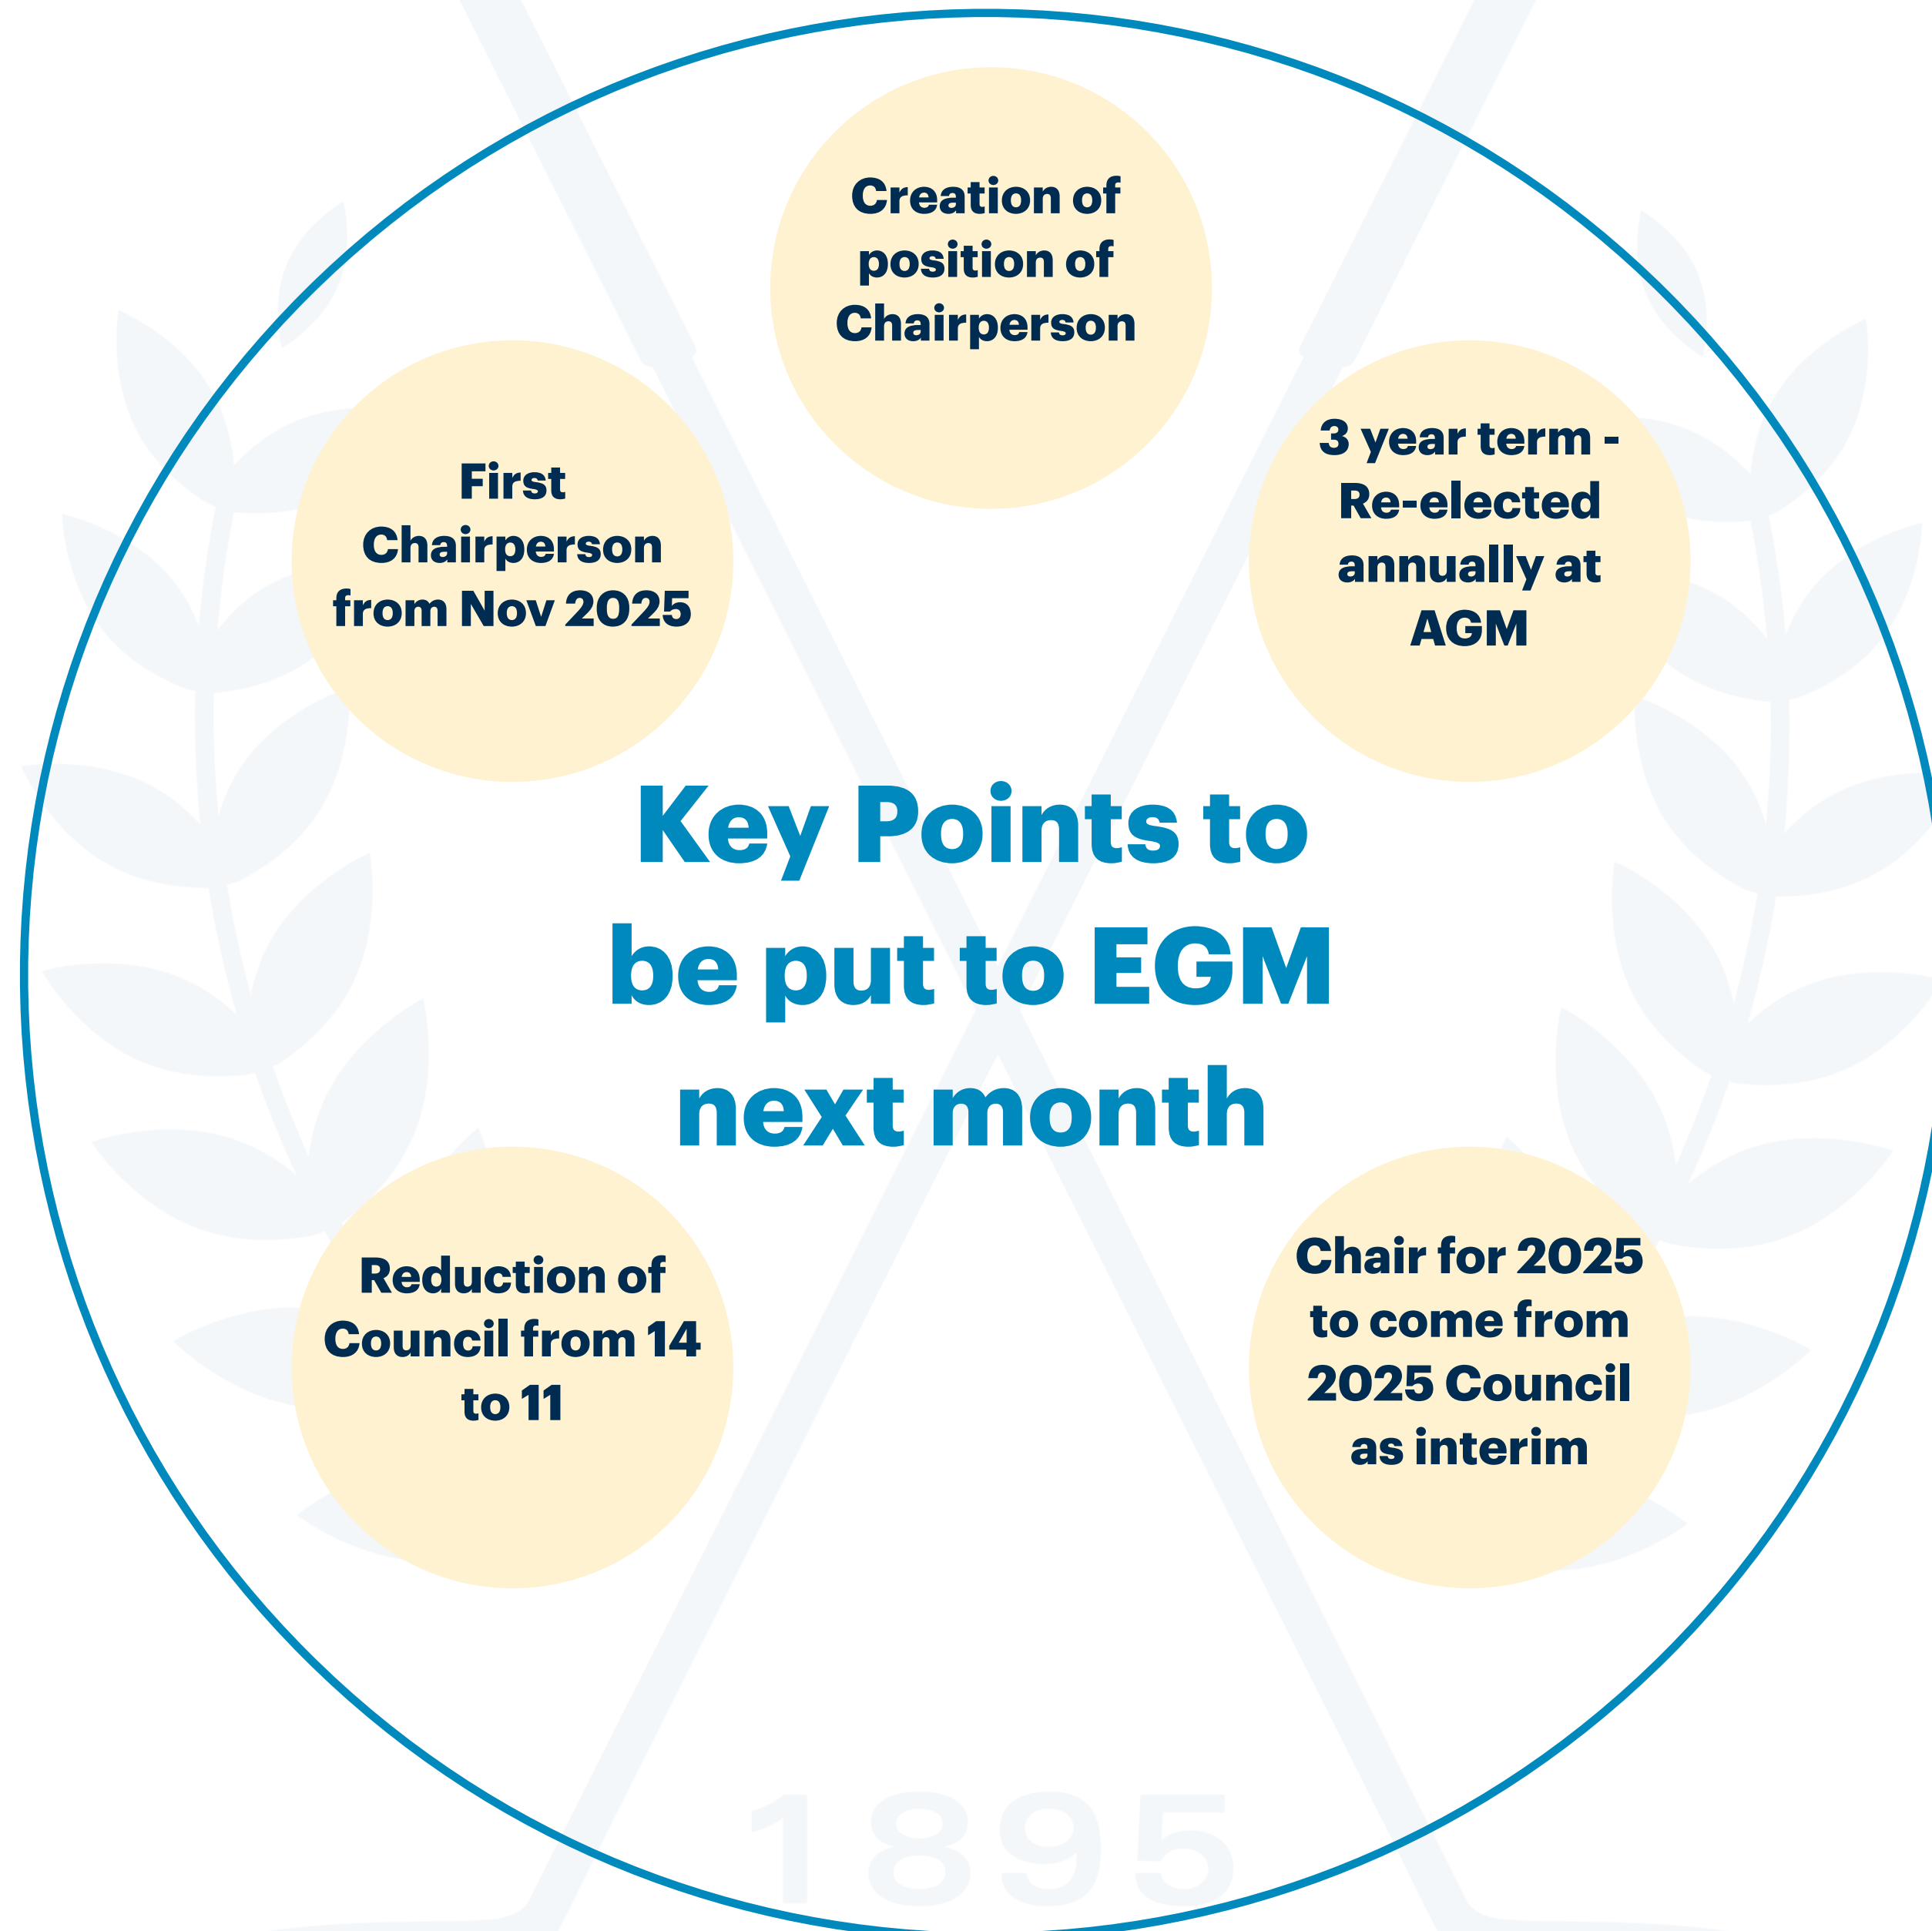 Creation of
position of
Chairperson
First
Chairperson
from Nov 2025
3 year term -
Re-elected
annually at
AGM
Key Points to
be put to EGM
next month
Reduction of
Council from 14
to 11
Chair for 2025
to come from
2025 Council
as interim
1895